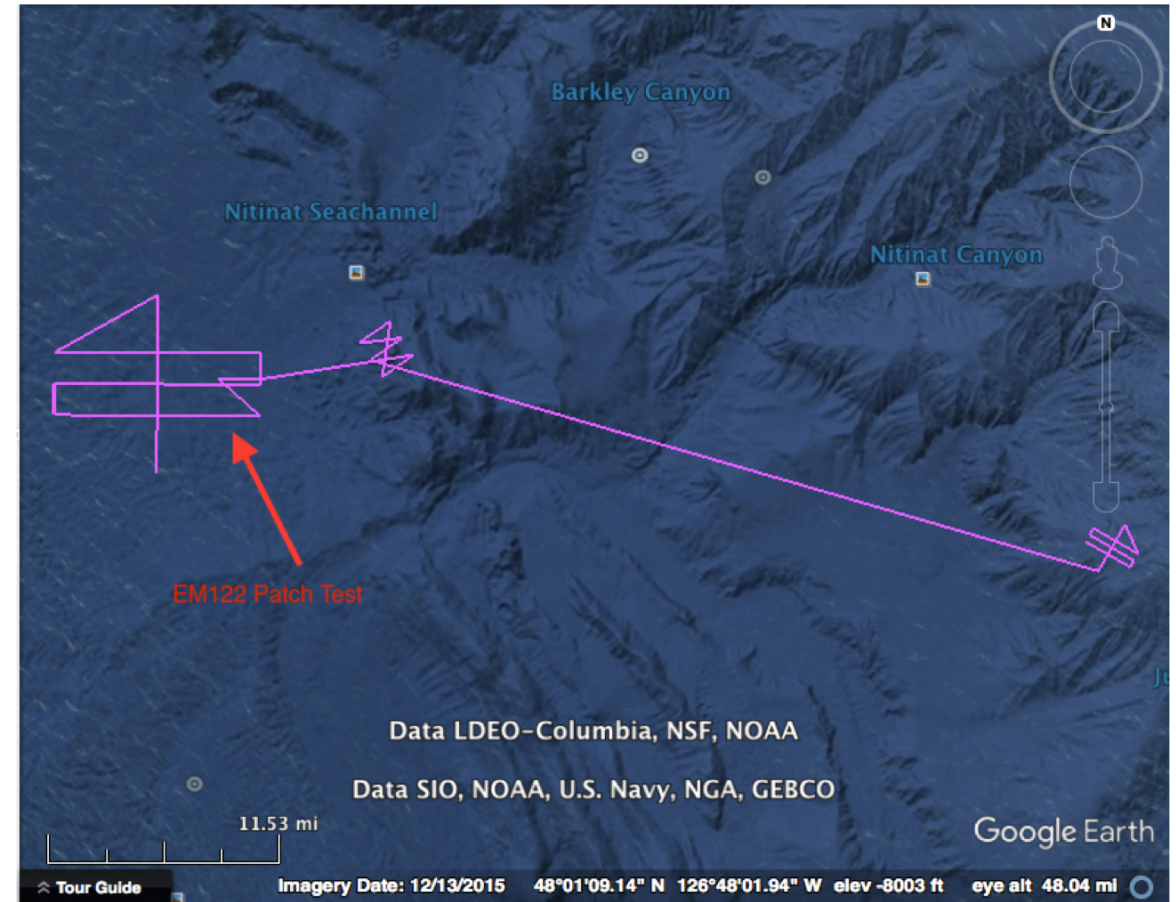 N
Barkley Canyon
Nitinat Seachannel
Nitinat Canyon
EM122 Patch Test
Data LDEO-Columbia, NSF, NOAA
Data SIO, NOAA, U.S. Navy, NGA, GEBCO
11.53 mi
Google Earth
Tour Guide
Imagery Date: 12/13/2015 48°01'09.14" N 126°48'01.94" W elev -8003 ft eye alt 48.04 mi